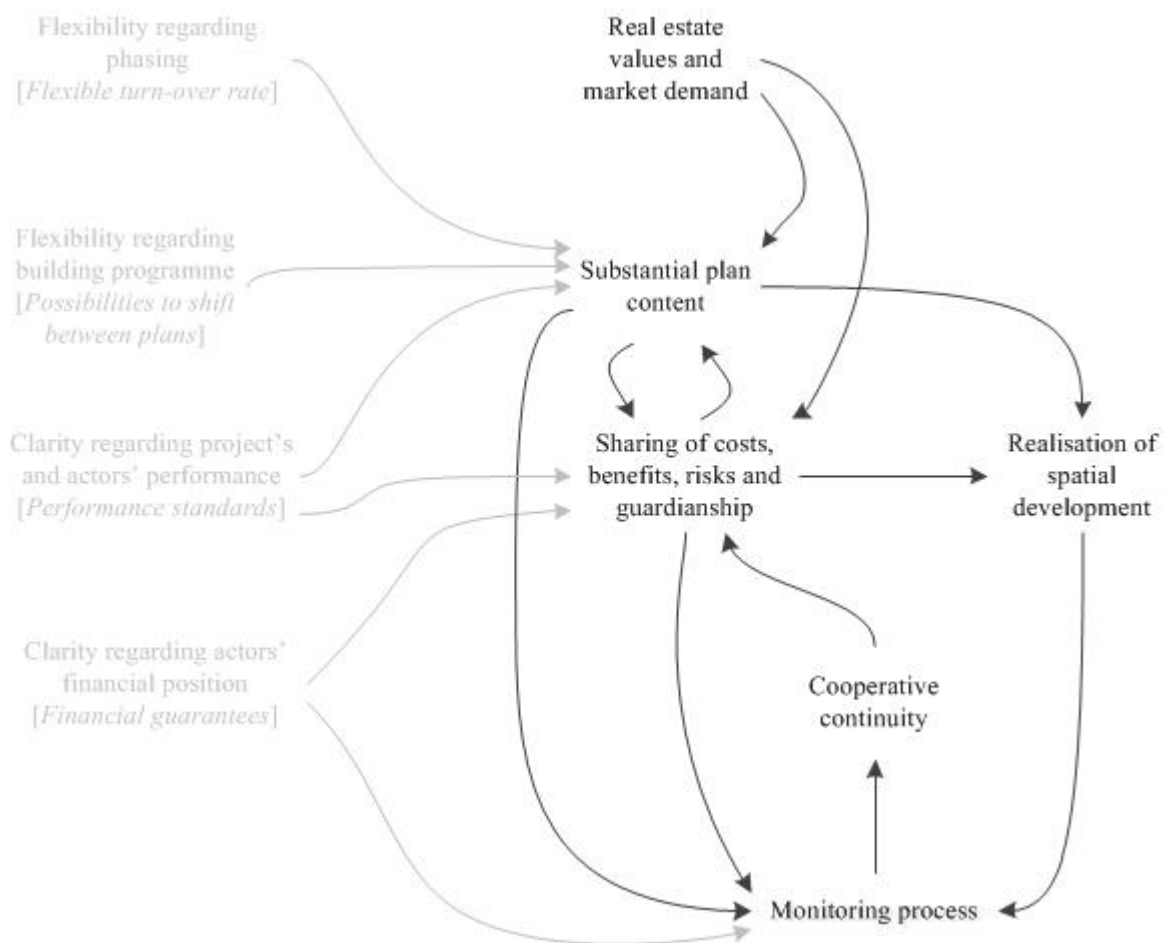 Flexibility regarding
phasing
[Flexible turn-over rate]
Real estate
values and
market demand
Flexibility regarding
building programme
[Possibilities to shift
between plans]
Substantial plan
content
Clarity regarding project's
and actors' performance
[Performance standards]
Sharing of costs,
benefits, risks and
guardianship
Realisation of
spatial
development
Clarity regarding actors'
financial position
[Financial guarantees]
Cooperative
continuity
Monitoring process